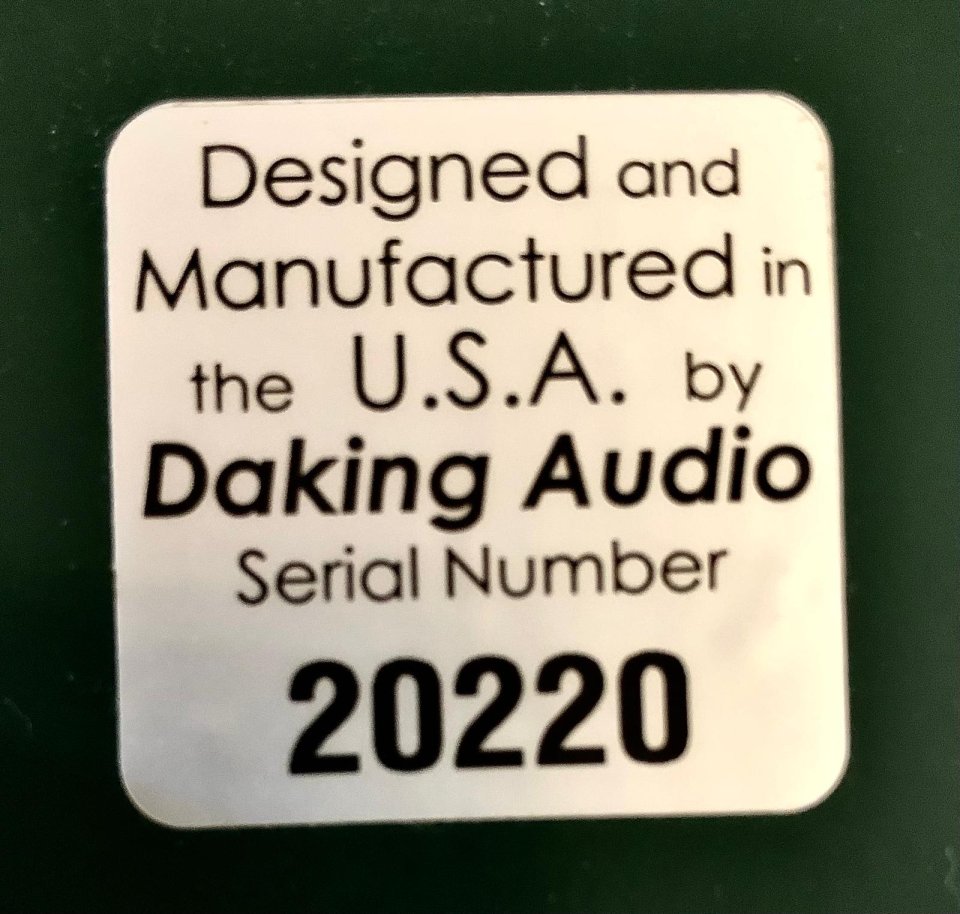 Designed and
Manufactured in
the U.S.A. by
Daking Audio
Serial Number
20220